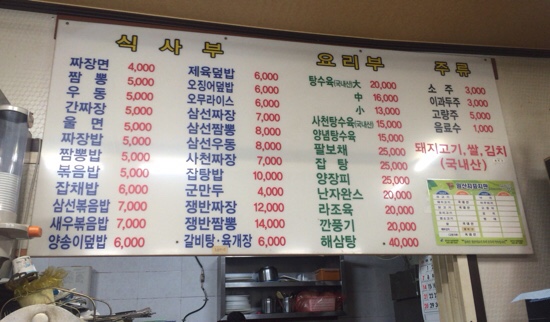 식사부
짜장면 4,000
짬뽕 5,000
우동 5,000
간짜장 5,000
울면 5,000
짜장밥 5,000
짬뽕밥 5,000
볶음밥 5,000
잡채밥 6,000
삼선볶음밥 7,000
새우볶음밥 7,000
양송이덮밥 6,000
제육덮밥 6,000
오징어덮밥 6,000
오무라이스 6,000
삼선짜장 7,000
삼선짬뽕 8,000
삼선우동 8,000
사천짜장 7,000
잡탕밥 10,000
군만두 4,000
쟁반짜장 12,000
쟁반짬뽕 14,000
갈비탕·육개장 6,000
요리부
탕수육(국내산)大 20,000
中 16,000
小 13,000
사천탕수육(국내산) 15,000
양념탕수육 15,000
팔보채 25,000
잡탕 25,000
양장피 25,000
난자완스 20,000
라조육 20,000
깐풍기 20,000
해삼탕 40,000
주류
소주 3,000
이과두주 3,000
고량주 5,000
음료수 1,000
돼지고기,쌀,김치
(국내산)